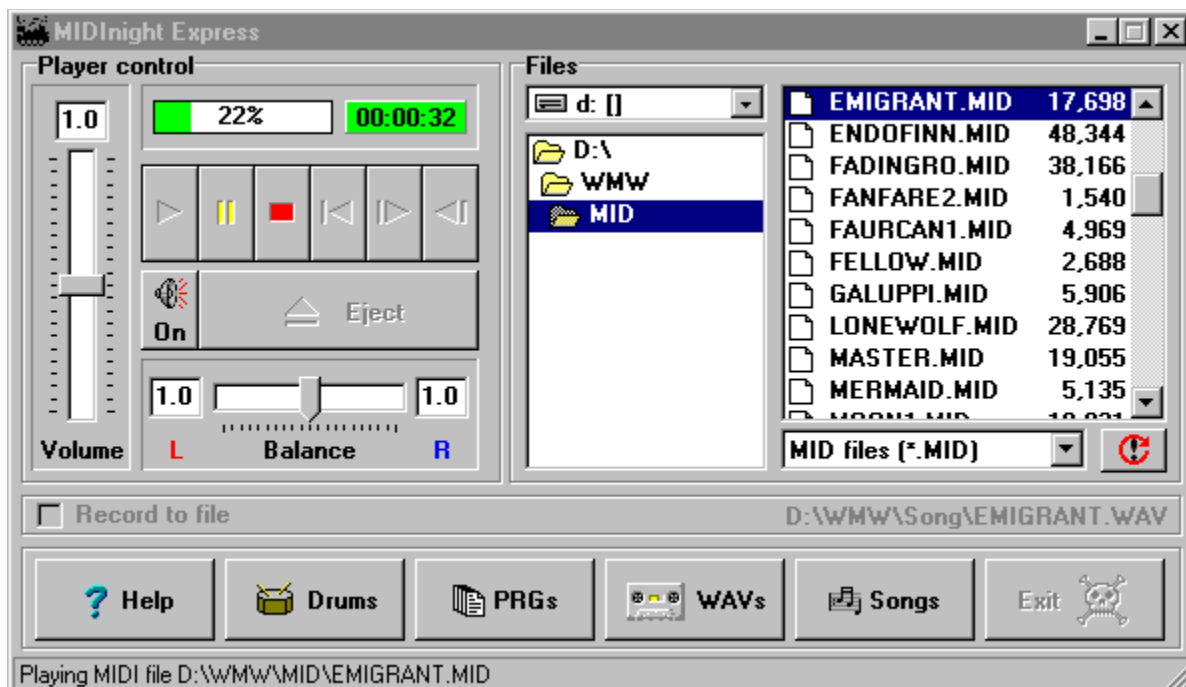 MIDInight Express
Player control
1.0
22%
00:00:32
On
Eject
1.0
1.0
Volume
L
Balance
R
Files
d: []
D:\
WMW
MID
EMIGRANT.MID 17,698
ENDOFINN.MID 48,344
FADINGRO.MID 38,166
FANFARE2.MID 1,540
FAURCAN1.MID 4,969
FELLOW.MID 2,688
GALUPPI.MID 5,906
LONEWOLF.MID 28,769
MASTER.MID 19,055
MERMAID.MID 5,135
MID files (*.MID)
Record to file
D:\WMW\Song\EMIGRANT.WAV
? Help
Drums
PRGs
WAVs
Songs
Exit
Playing MIDI file D:\WMW\MID\EMIGRANT.MID